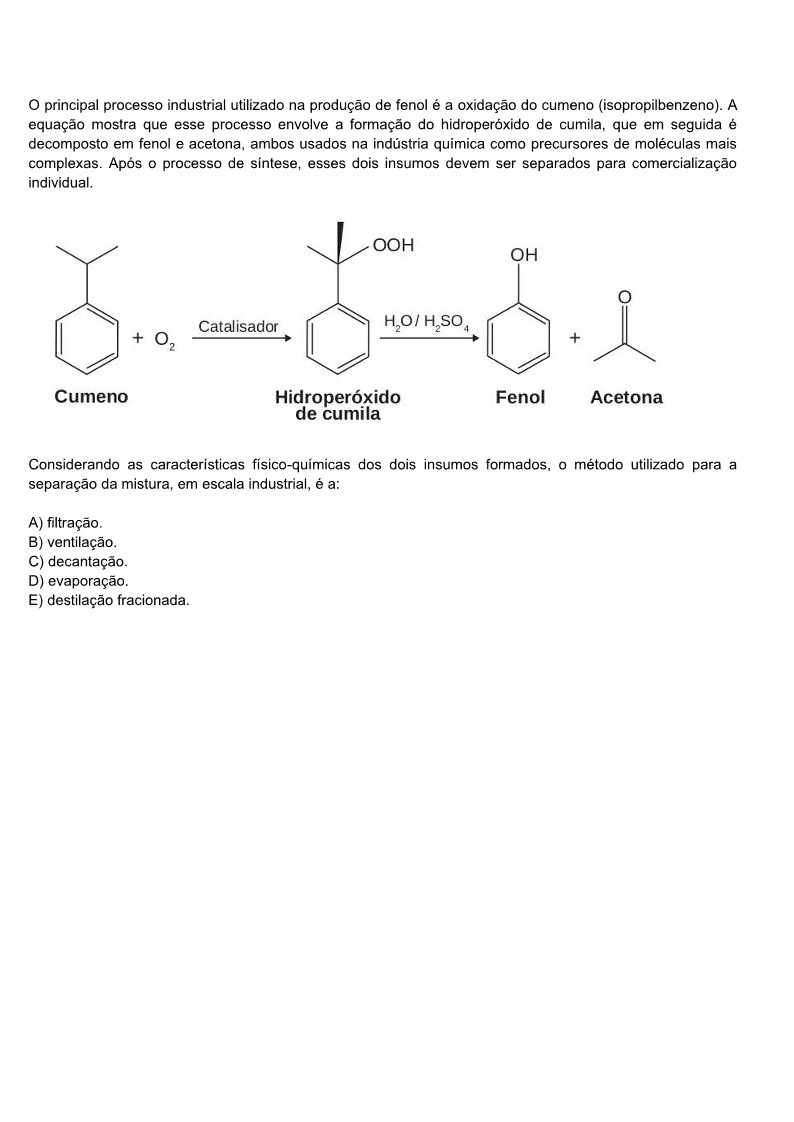 O principal processo industrial utilizado na produção de fenol é a oxidação do cumeno (isopropilbenzeno). A
equação mostra que esse processo envolve a formação do hidroperóxido de cumila, que em seguida é
decomposto em fenol e acetona, ambos usados na indústria química como precursores de moléculas mais
complexas. Após o processo de síntese, esses dois insumos devem ser separados para comercialização
individual.
OOH
OH
O
+ O2
Catalisador
H2O/ H2SO4
+
Cumeno
Hidroperóxido
de cumila
Fenol
Acetona
Considerando as características físico-químicas dos dois insumos formados, o método utilizado para a
separação da mistura, em escala industrial, é a:
A) filtração.
B) ventilação.
C) decantação.
D) evaporação.
E) destilação fracionada.